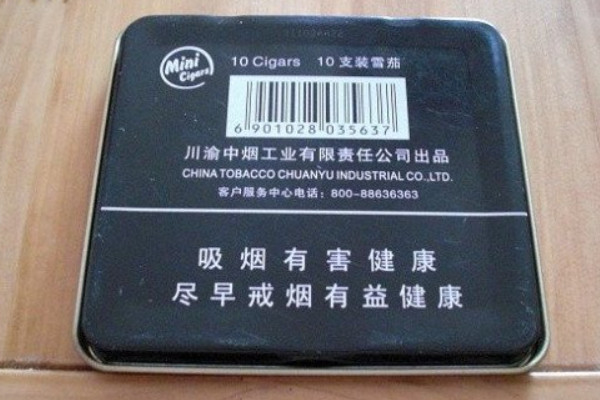 Mini
Cigars
10 Cigars 10支装雪茄
6 901028 035637
川渝中烟工业有限责任公司出品
CHINA TOBACCO CHUANYU INDUSTRIAL CO.,LTD.
客户服务中心电话：800-88636363
吸烟有害健康
尽早戒烟有益健康